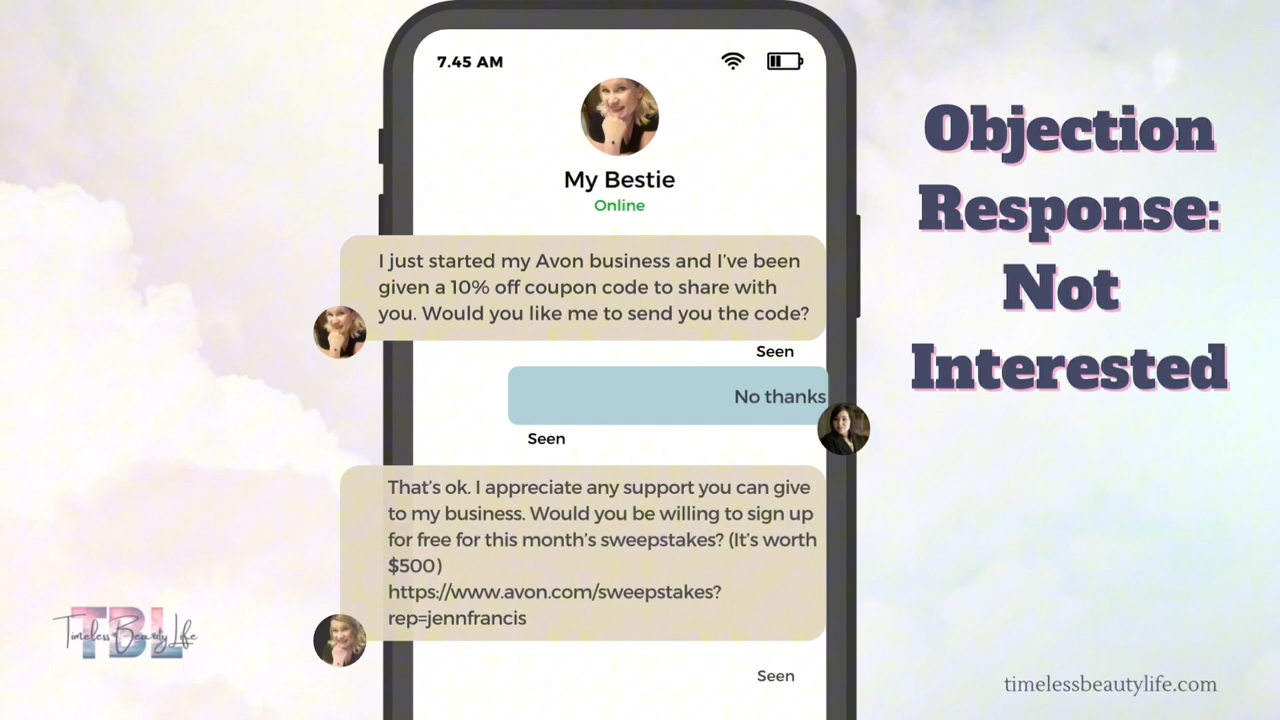 7.45 AM
My Bestie
Online
I just started my Avon business and I've been
given a 10% off coupon code to share with
you. Would you like me to send you the code?
Seen
No thanks
Seen
That's ok. I appreciate any support you can give
to my business. Would you be willing to sign up
for free for this month's sweepstakes? (It's worth
$500)
https://www.avon.com/sweepstakes?
rep=jennfrancis
Seen
Objection
Response:
Not
Interested
TBL
Timeless Beauty Life
timelessbeautylife.com